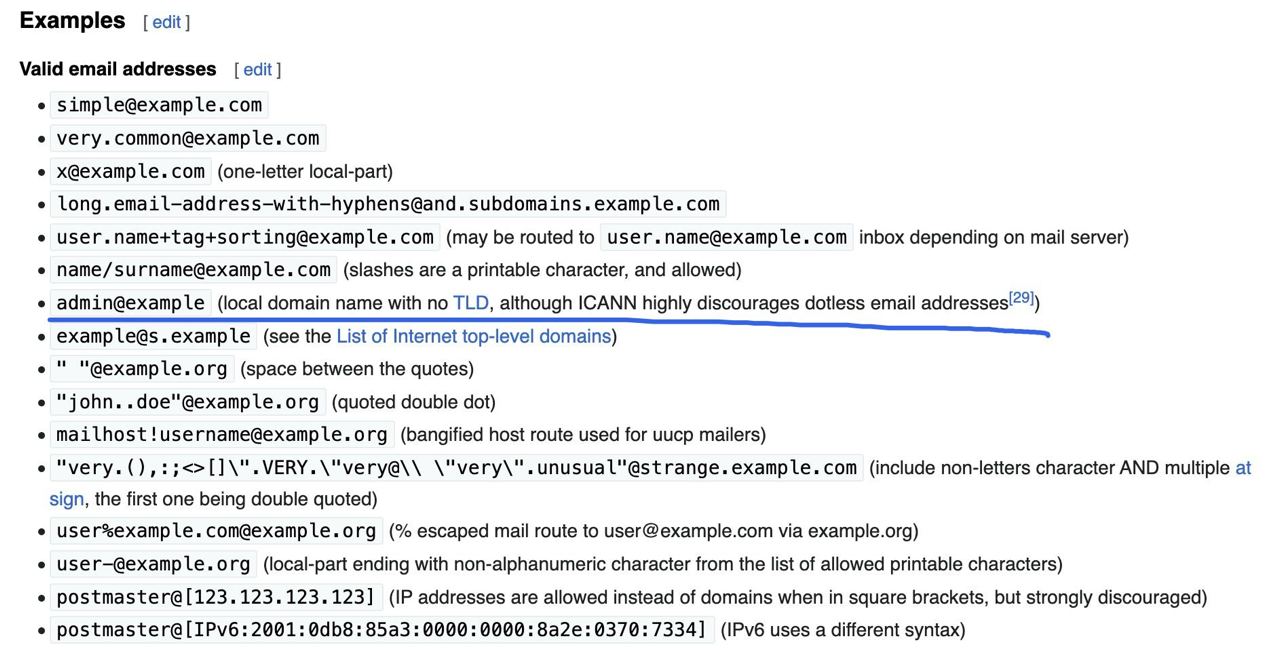 Examples [ edit ]
Valid email addresses [ edit ]
• simple@example.com
• very.common@example.com
• x@example.com (one-letter local-part)
• long.email-address-with-hyphens@and.subdomains.example.com
• user.name+tag+sorting@example.com (may be routed to user.name@example.com inbox depending on mail server)
• name/surname@example.com (slashes are a printable character, and allowed)
• admin@example (local domain name with no TLD, although ICANN highly discourages dotless email addresses[29])
• example@s.example (see the List of Internet top-level domains)
• " "@example.org (space between the quotes)
• "john..doe"@example.org (quoted double dot)
• mailhost!username@example.org (bangified host route used for uucp mailers)
• "very.(),:;<>[]\".VERY.\"very@\\ \"very\".unusual"@strange.example.com (include non-letters character AND multiple at
sign, the first one being double quoted)
• user%example.com@example.org (% escaped mail route to user@example.com via example.org)
• user-@example.org (local-part ending with non-alphanumeric character from the list of allowed printable characters)
• postmaster@[123.123.123.123] (IP addresses are allowed instead of domains when in square brackets, but strongly discouraged)
• postmaster@[IPv6:2001:0db8:85a3:0000:0000:8a2e:0370:7334] (IPv6 uses a different syntax)